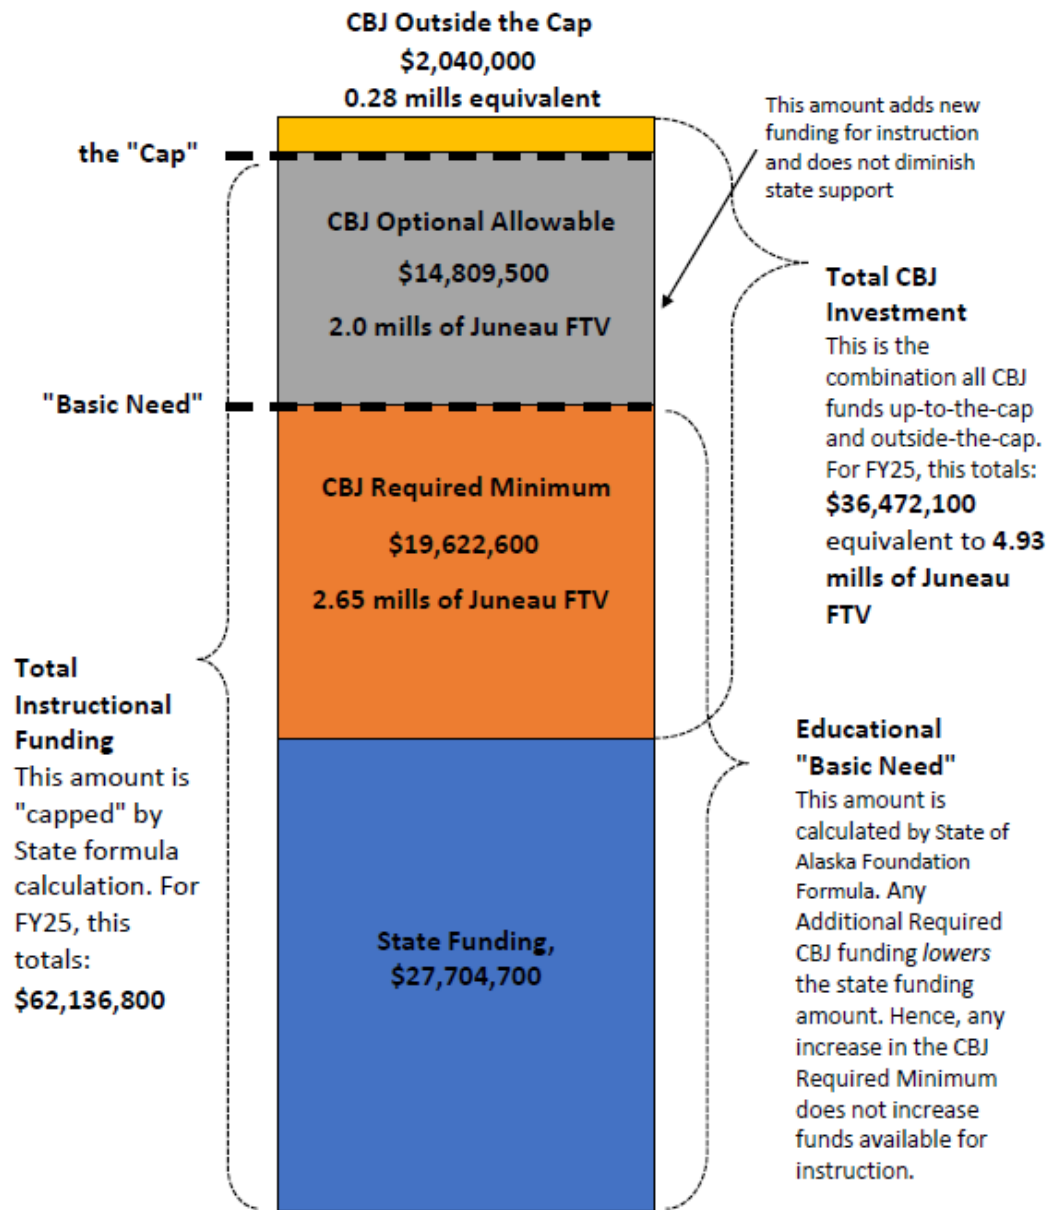 CBJ Outside the Cap
$2,040,000
0.28 mills equivalent
This amount adds new
funding for instruction
and does not diminish
state support
the "Cap"
CBJ Optional Allowable
$14,809,500
2.0 mills of Juneau FTV
Total CBJ
Investment
This is the
combination all CBJ
funds up-to-the-cap
and outside-the-cap.
For FY25, this totals:
$36,472,100
equivalent to 4.93
mills of Juneau
FTV
"Basic Need"
CBJ Required Minimum
$19,622,600
2.65 mills of Juneau FTV
Total
Instructional
Funding
This amount is
"capped" by
State formula
calculation. For
FY25, this
totals:
$62,136,800
Educational
"Basic Need"
This amount is
calculated by State of
Alaska Foundation
Formula. Any
Additional Required
CBJ funding lowers
the state funding
amount. Hence, any
increase in the CBJ
Required Minimum
does not increase
funds available for
instruction.
State Funding,
$27,704,700